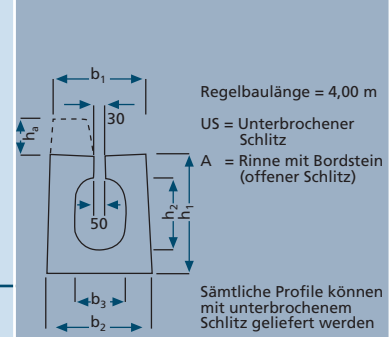 b₁
Regelbaulänge = 4,00 m
hₐ
30
US = Unterbrochener
Schlitz
A = Rinne mit Bordstein
(offener Schlitz)
h₂
h₁
50
b₃
b₂
Sämtliche Profile können
mit unterbrochenem
Schlitz geliefert werden